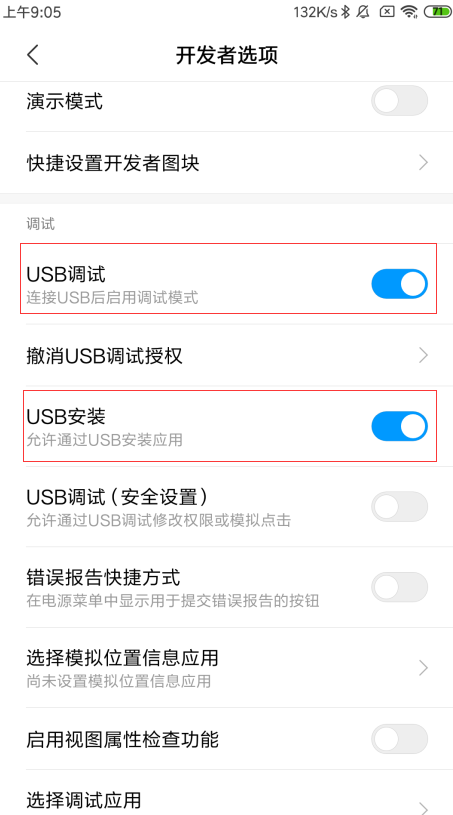 上午9:05 132K/s 71
开发者选项
演示模式
快捷设置开发者图块
调试
USB调试
连接USB后启用调试模式
撤消USB调试授权
USB安装
允许通过USB安装应用
USB调试（安全设置）
允许通过USB调试修改权限或模拟点击
错误报告快捷方式
在电源菜单中显示用于提交错误报告的按钮
选择模拟位置信息应用
尚未设置模拟位置信息应用
启用视图属性检查功能
选择调试应用